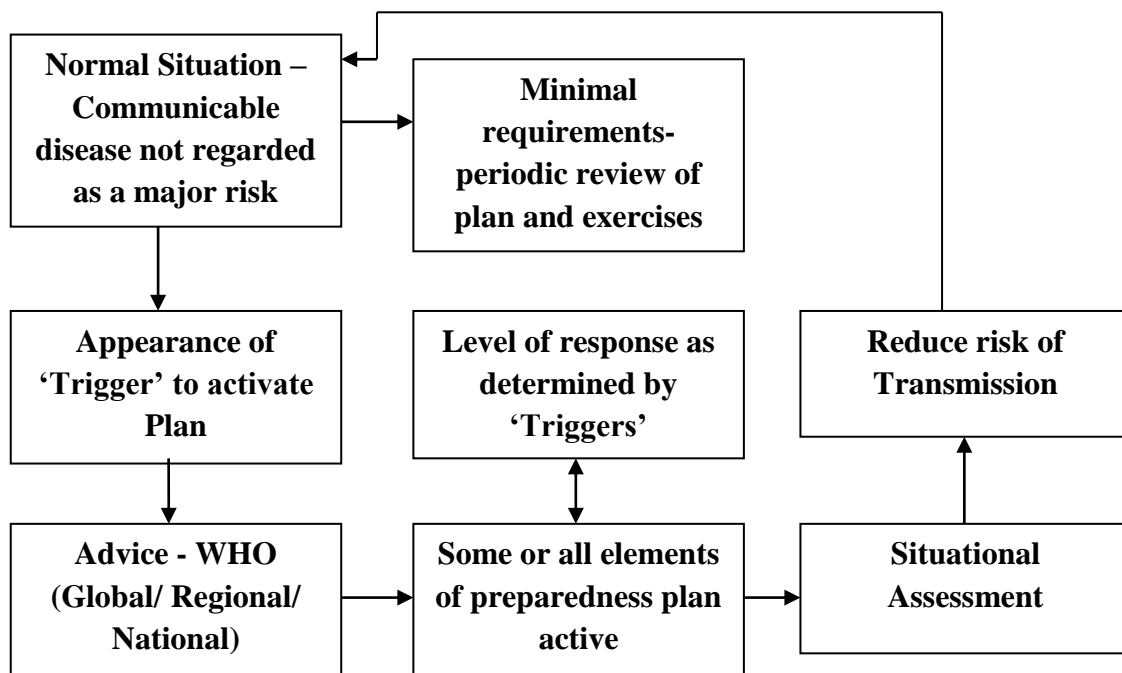 Normal Situation –
Communicable
disease not regarded
as a major risk
Minimal
requirements-
periodic review of
plan and exercises
Appearance of
‘Trigger’ to activate
Plan
Level of response as
determined by
‘Triggers’
Reduce risk of
Transmission
Advice - WHO
(Global/ Regional/
National)
Some or all elements
of preparedness plan
active
Situational
Assessment